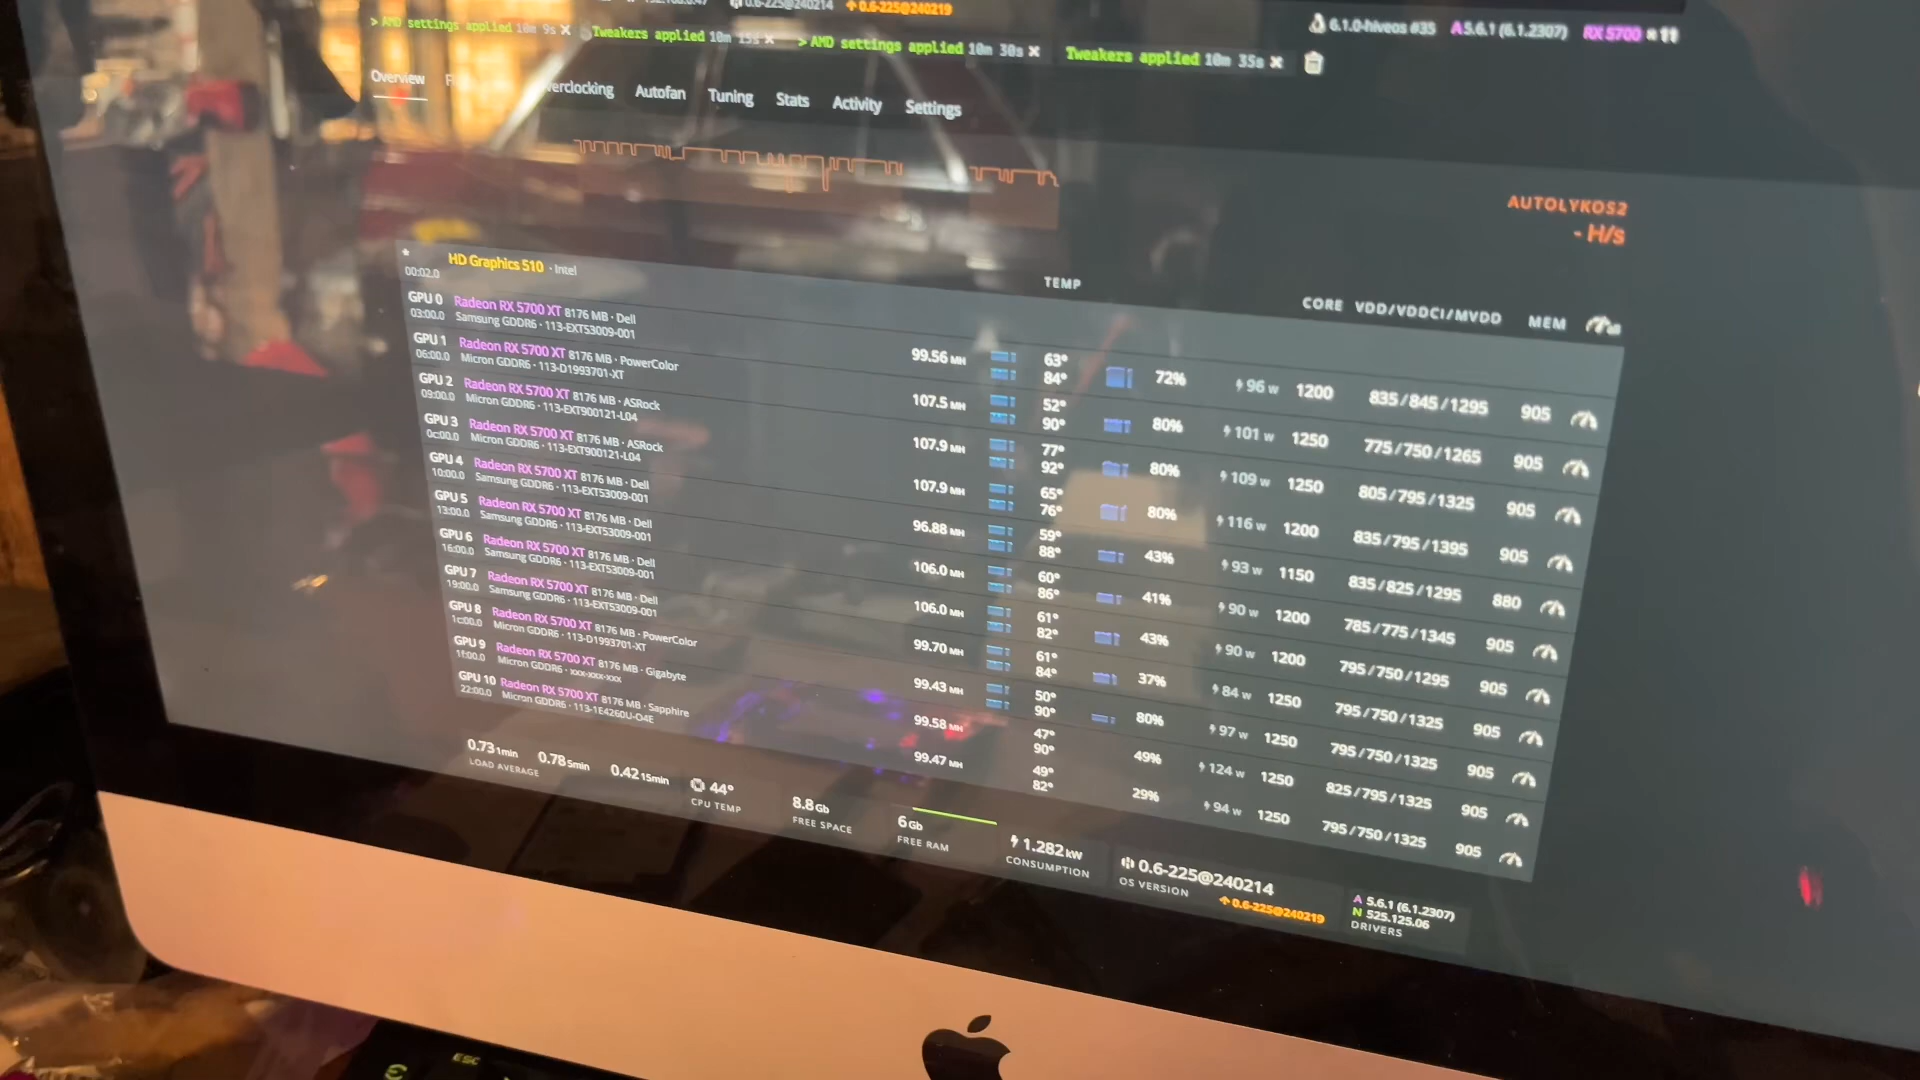 0.6-225@240214 0.6-225@240219
> AMD settings applied 10m 9s × Tweakers applied 10m 15s × > AMD settings applied 10m 30s × Tweakers applied 10m 35s ×
6.1.0-hiveos #35 A 5.6.1 (6.1.2307) RX 5700 × 11
Overview Autofan Tuning Stats Activity Settings
AUTOLYKOS2
- H/s
TEMP CORE VDD/VDDCI/MVDD MEM
00:02.0 HD Graphics 510 · Intel
GPU 0 Radeon RX 5700 XT 8176 MB · Dell
03:00.0 Samsung GDDR6 · 113-EXT53009-001
99.56 MH 63° 84° 72% 96 w 1200 835/845/1295 905
GPU 1 Radeon RX 5700 XT 8176 MB · PowerColor
06:00.0 Micron GDDR6 · 113-D1993701-XT
107.5 MH 52° 90° 80% 101 w 1250 775/750/1265 905
GPU 2 Radeon RX 5700 XT 8176 MB · ASRock
09:00.0 Micron GDDR6 · 113-EXT900121-L04
107.9 MH 77° 92° 80% 109 w 1250 805/795/1325 905
GPU 3 Radeon RX 5700 XT 8176 MB · ASRock
0c:00.0 Micron GDDR6 · 113-EXT900121-L04
107.9 MH 65° 76° 80% 116 w 1200 835/795/1395 905
GPU 4 Radeon RX 5700 XT 8176 MB · Dell
10:00.0 Samsung GDDR6 · 113-EXT53009-001
96.88 MH 59° 88° 43% 93 w 1150 835/825/1295 880
GPU 5 Radeon RX 5700 XT 8176 MB · Dell
13:00.0 Samsung GDDR6 · 113-EXT53009-001
106.0 MH 60° 86° 41% 90 w 1200 785/775/1345 905
GPU 6 Radeon RX 5700 XT 8176 MB · Dell
16:00.0 Samsung GDDR6 · 113-EXT53009-001
106.0 MH 61° 82° 43% 90 w 1200 795/750/1295 905
GPU 7 Radeon RX 5700 XT 8176 MB · Dell
19:00.0 Samsung GDDR6 · 113-EXT53009-001
99.70 MH 61° 84° 37% 84 w 1250 795/750/1325 905
GPU 8 Radeon RX 5700 XT 8176 MB · PowerColor
1c:00.0 Micron GDDR6 · 113-D1993701-XT
99.43 MH 50° 90° 80% 97 w 1250 795/750/1325 905
GPU 9 Radeon RX 5700 XT 8176 MB · Gigabyte
1f:00.0 Micron GDDR6 · xxx-xxx-xxx
99.58 MH 47° 90° 49% 124 w 1250 825/795/1325 905
GPU 10 Radeon RX 5700 XT 8176 MB · Sapphire
22:00.0 Micron GDDR6 · 113-1E4260U-O4E
99.47 MH 49° 82° 29% 94 w 1250 795/750/1325 905
0.73 1min 0.78 5min 0.42 15min
LOAD AVERAGE
44°
CPU TEMP
8.8 Gb
FREE SPACE
6 Gb
FREE RAM
1.282 kW
CONSUMPTION
0.6-225@240214
OS VERSION 0.6-225@240219
A 5.6.1 (6.1.2307)
N 525.125.06
DRIVERS
ESC